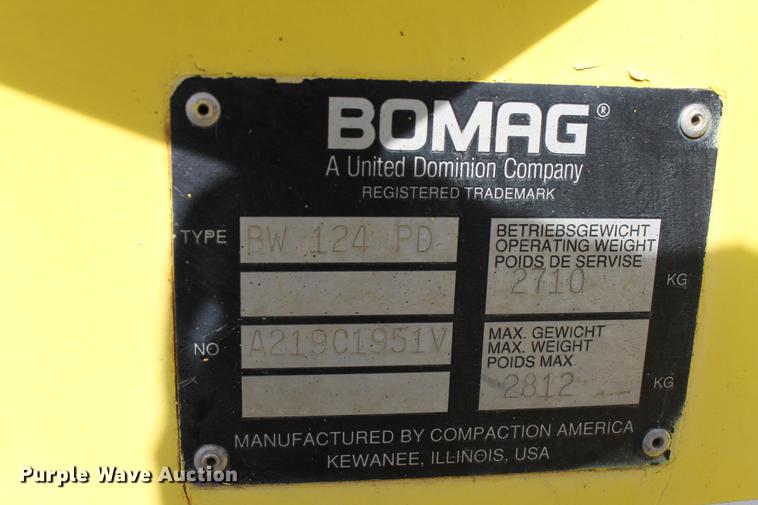 BOMAG®
A United Dominion Company
REGISTERED TRADEMARK
TYPE BW 124 PD
NO A219C1951V
BETRIEBSGEWICHT
OPERATING WEIGHT
POIDS DE SERVISE
2710 KG
MAX. GEWICHT
MAX. WEIGHT
POIDS MAX.
2812 KG
MANUFACTURED BY COMPACTION AMERICA
KEWANEE, ILLINOIS, USA
Purple Wave Auction